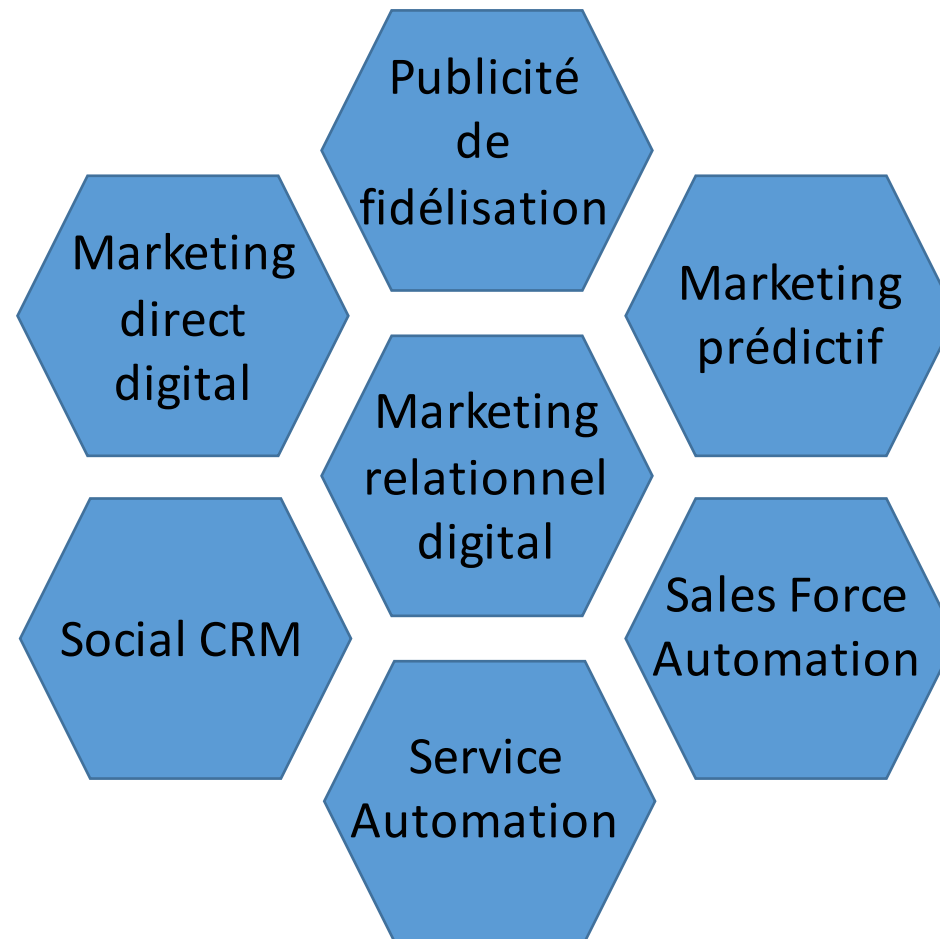 Publicité
de
fidélisation
Marketing
direct
digital
Marketing
prédictif
Marketing
relationnel
digital
Social CRM
Sales Force
Automation
Service
Automation